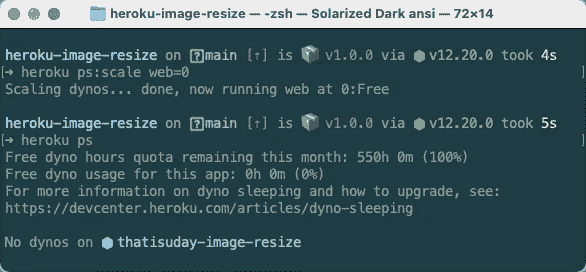 heroku-image-resize — -zsh — Solarized Dark ansi — 72×14
heroku-image-resize on main [↑] is 📦 v1.0.0 via ⬢ v12.20.0 took 4s
[➜ heroku ps:scale web=0 ]
Scaling dynos... done, now running web at 0:Free
heroku-image-resize on main [↑] is 📦 v1.0.0 via ⬢ v12.20.0 took 5s
[➜ heroku ps ]
Free dyno hours quota remaining this month: 550h 0m (100%)
Free dyno usage for this app: 0h 0m (0%)
For more information on dyno sleeping and how to upgrade, see:
https://devcenter.heroku.com/articles/dyno-sleeping
No dynos on ⬢ thatisuday-image-resize